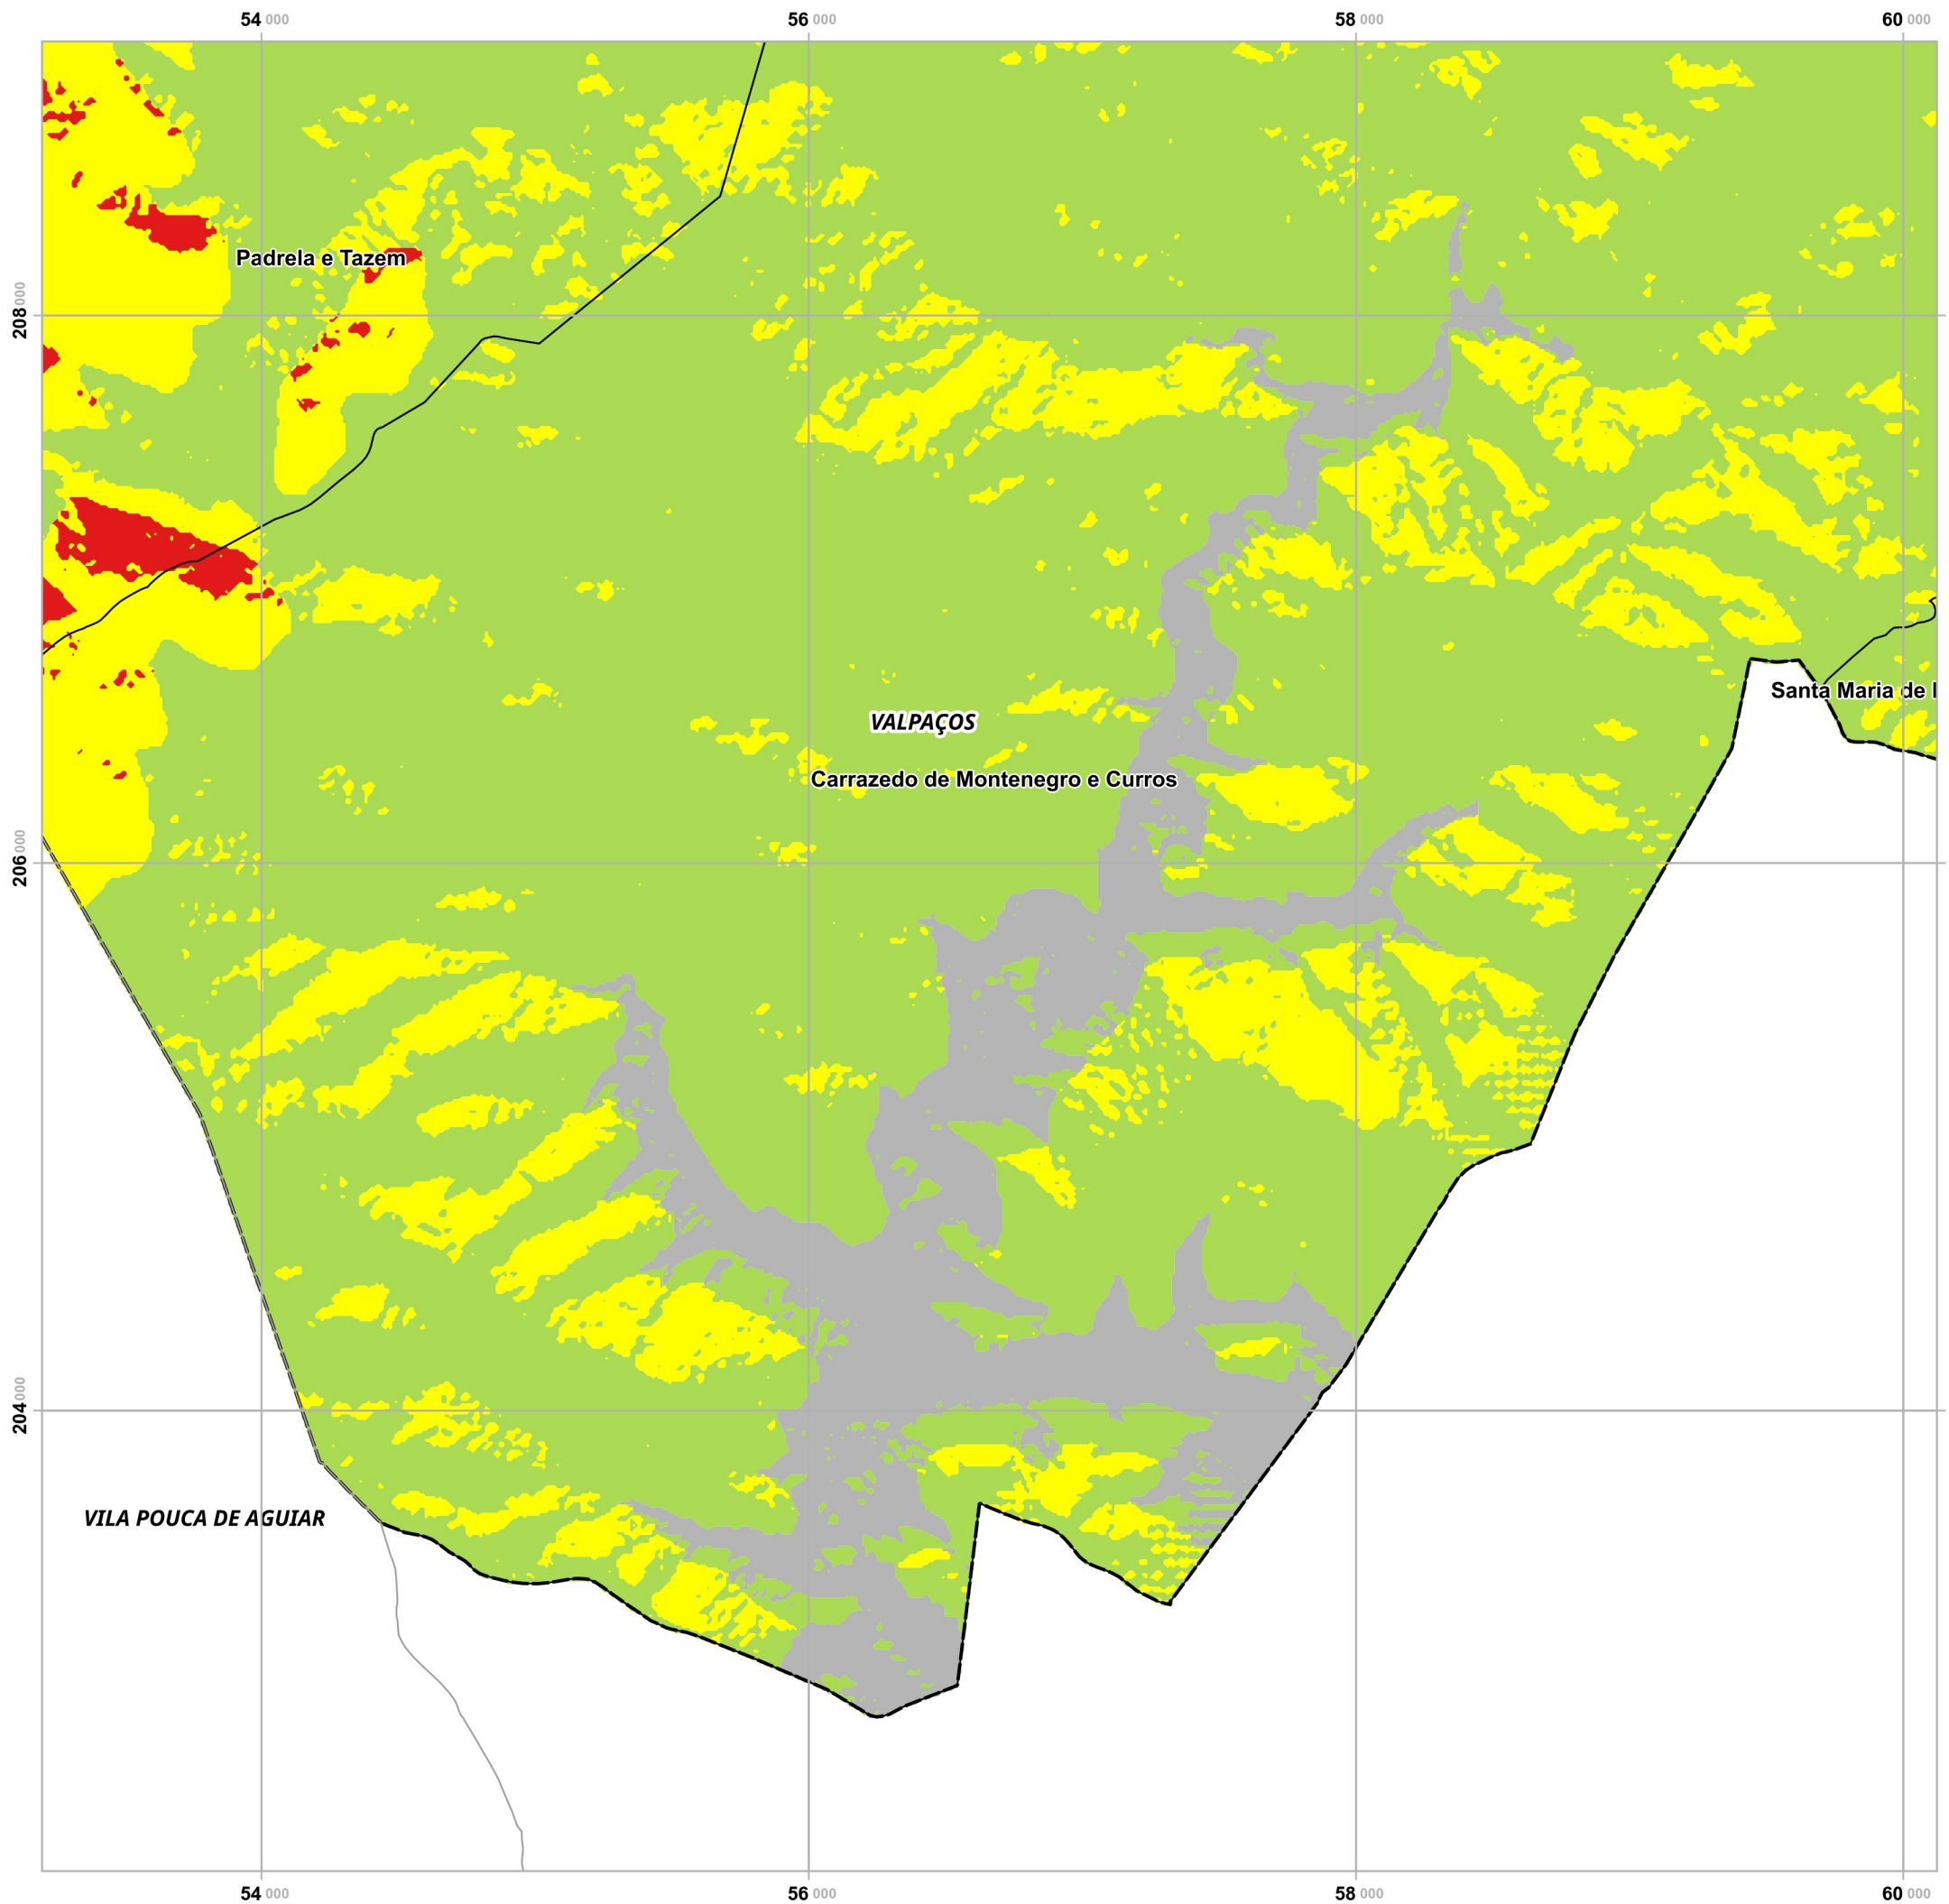 54 000
56 000
58 000
60 000
Padrela e Tazem
208 000
Santa Maria de
VALPAÇOS
Carrazedo de Montenegro e Curros
206 000
204 000
VILA POUCA DE AGUIAR
54 000
56 000
58 000
60 000